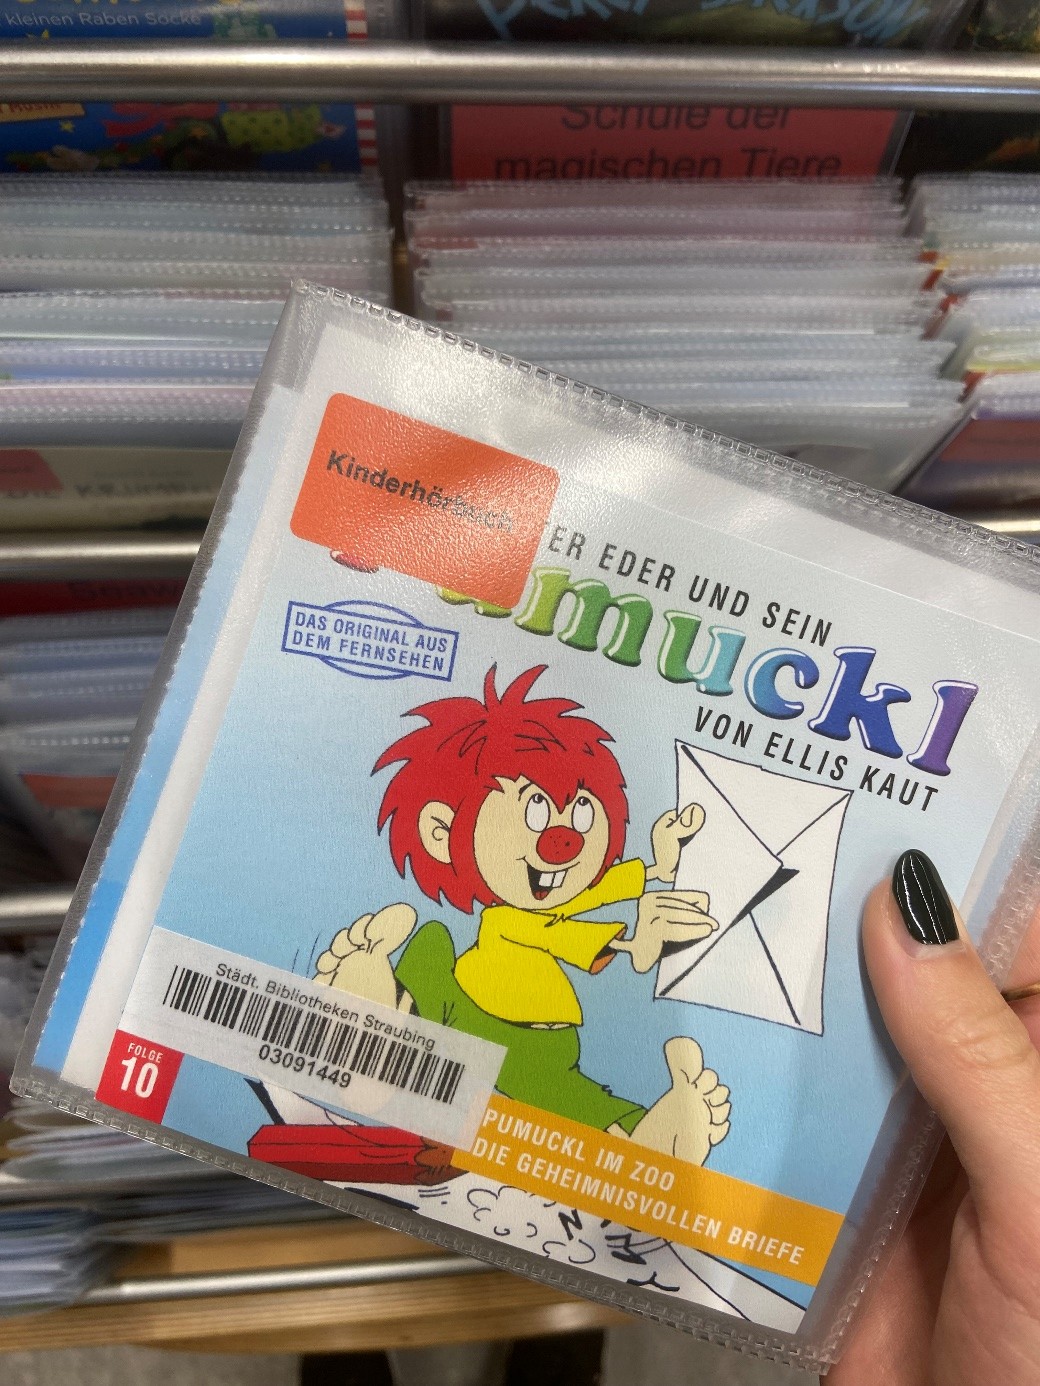 kleinen Raben Socke
Schule der
magischen Tiere
Kinderhörbuch
ER EDER UND SEIN
umuckl
VON ELLIS KAUT
DAS ORIGINAL AUS
DEM FERNSEHEN
Städt. Bibliotheken Straubing
03091449
FOLGE
10
PUMUCKL IM ZOO
DIE GEHEIMNISVOLLEN BRIEFE